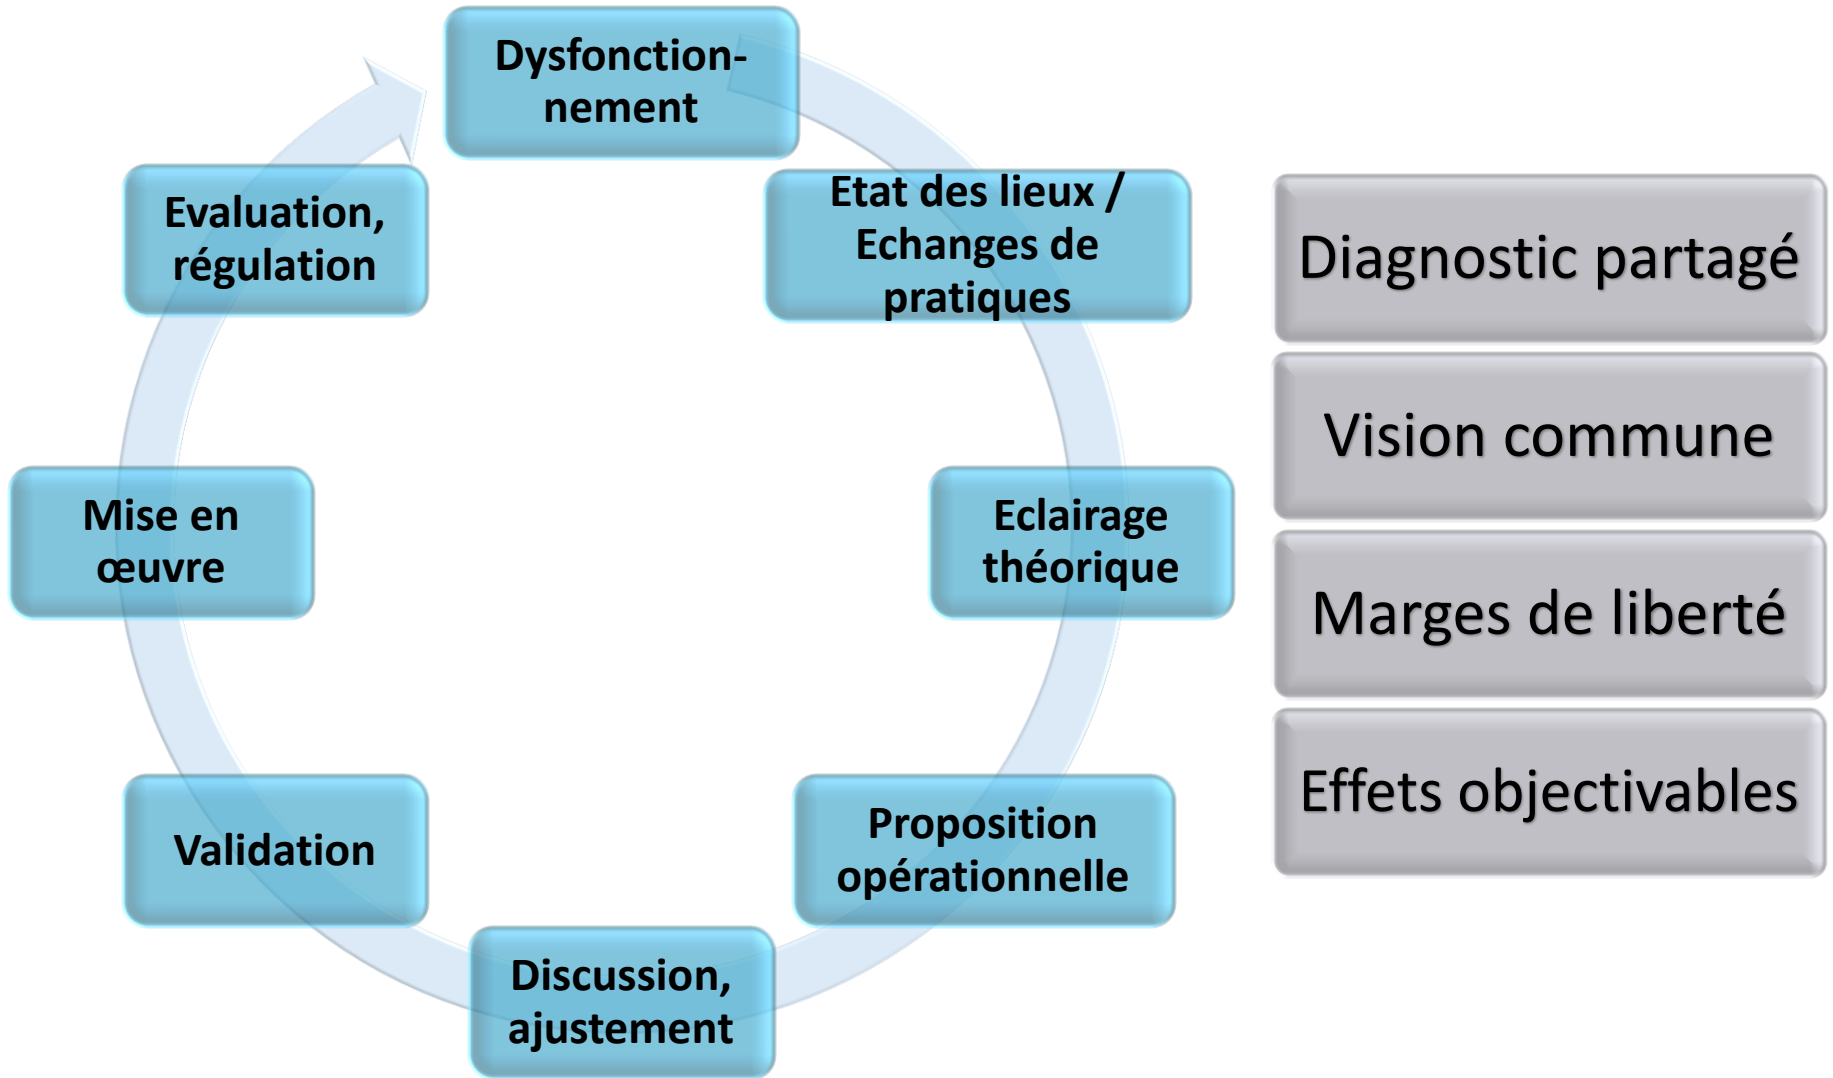 Dysfonction-
nement
Etat des lieux /
Echanges de
pratiques
Eclairage
théorique
Proposition
opérationnelle
Discussion,
ajustement
Validation
Mise en
œuvre
Evaluation,
régulation
Diagnostic partagé
Vision commune
Marges de liberté
Effets objectivables